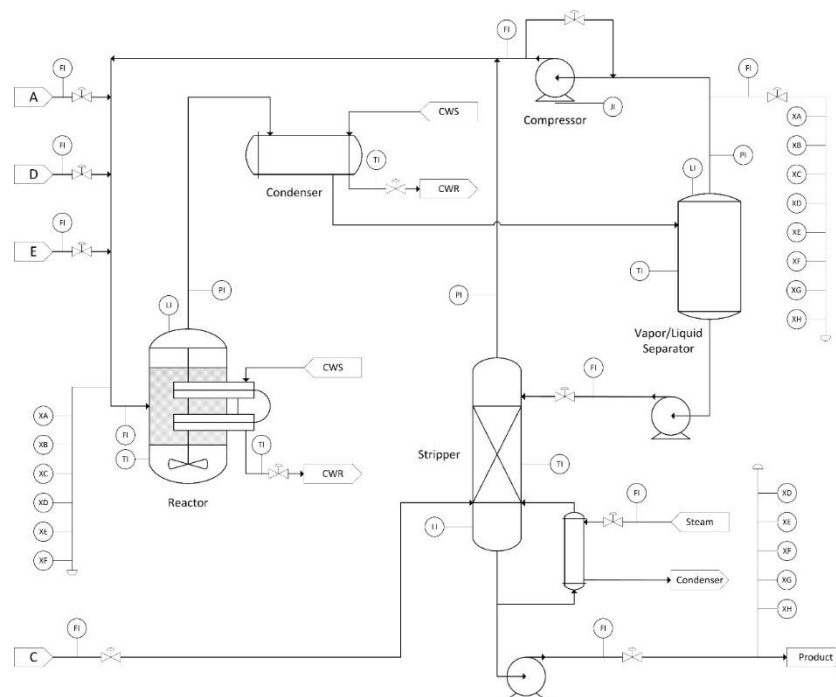 FI
FI
FI
A
CWS
JI
XA
Compressor
D
TI
LI
PI
XB
Condenser
CWR
XC
FI
XD
E
XE
TI
XF
PI
PI
XG
LI
XH
Vapor/Liquid
Separator
CWS
FI
XA
FI
XB
TI
TI
Stripper
TI
XC
CWR
XD
XD
Reactor
FI
Steam
XE
XE
LI
XF
XF
Condenser
XG
XH
FI
FI
C
Product
FI